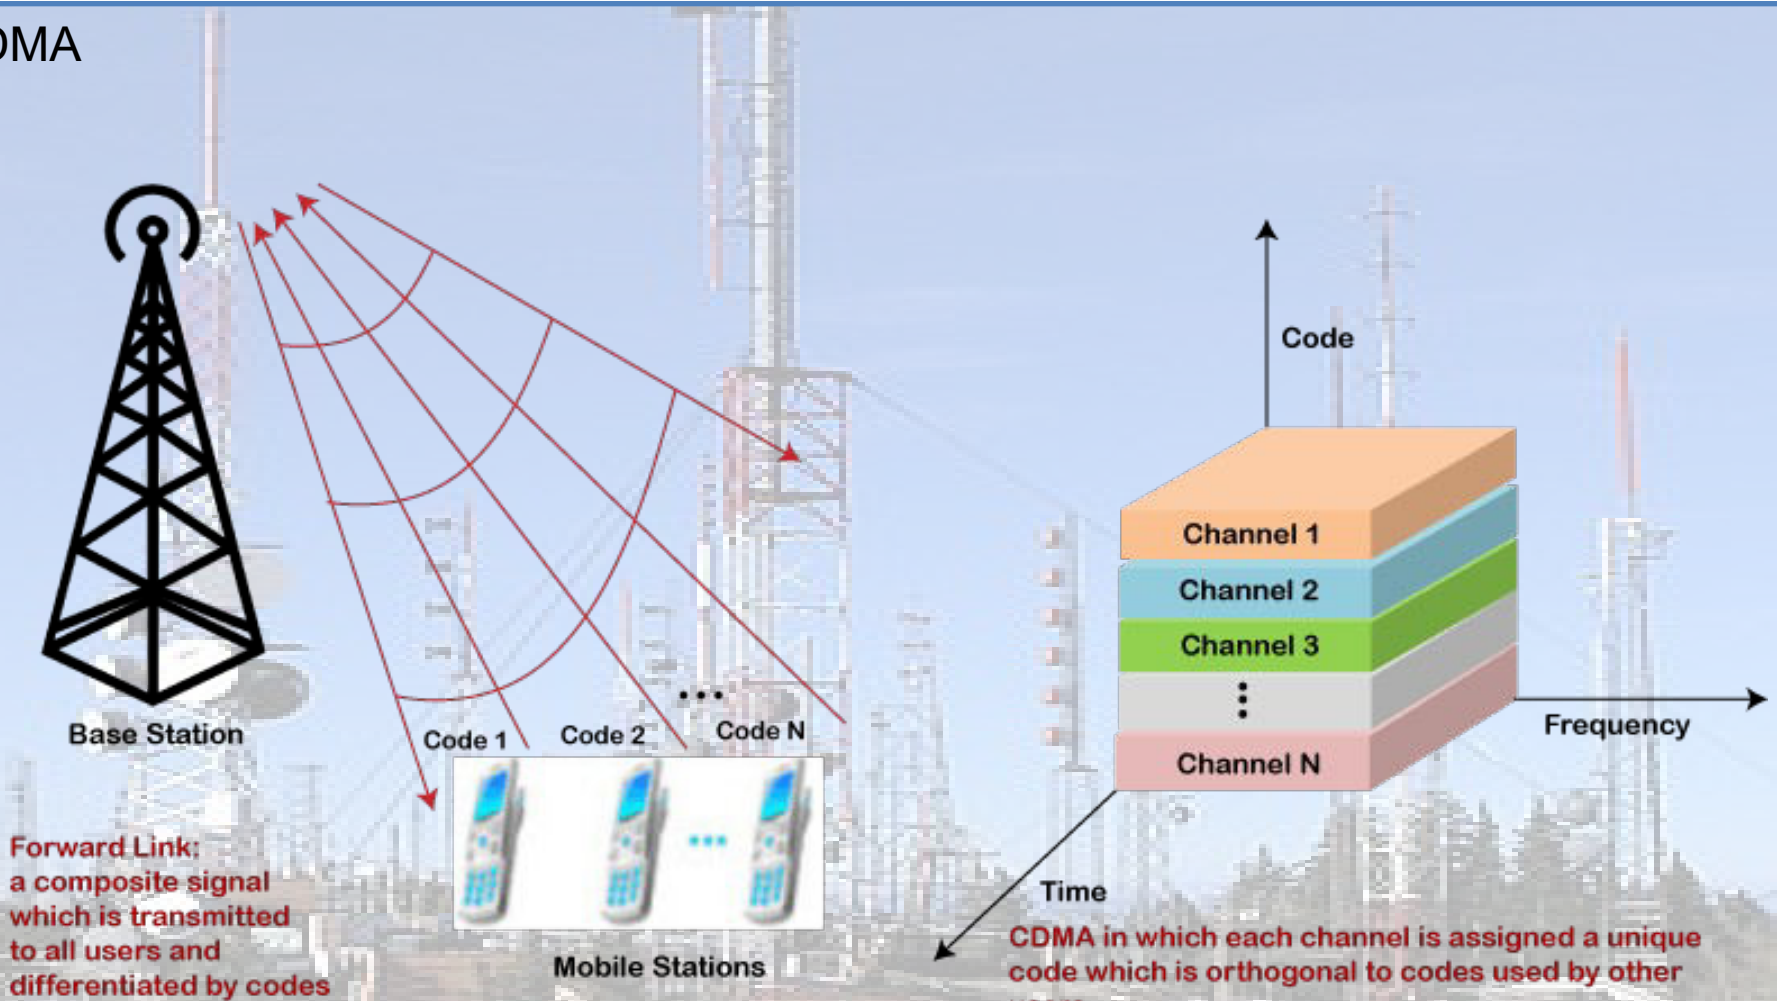 DMA
Code
Channel 1
Channel 2
Channel 3
Channel N
Frequency
Time
Base Station
Code 1
Code 2
Code N
Mobile Stations
Forward Link:
a composite signal
which is transmitted
to all users and
differentiated by codes
CDMA in which each channel is assigned a unique
code which is orthogonal to codes used by other